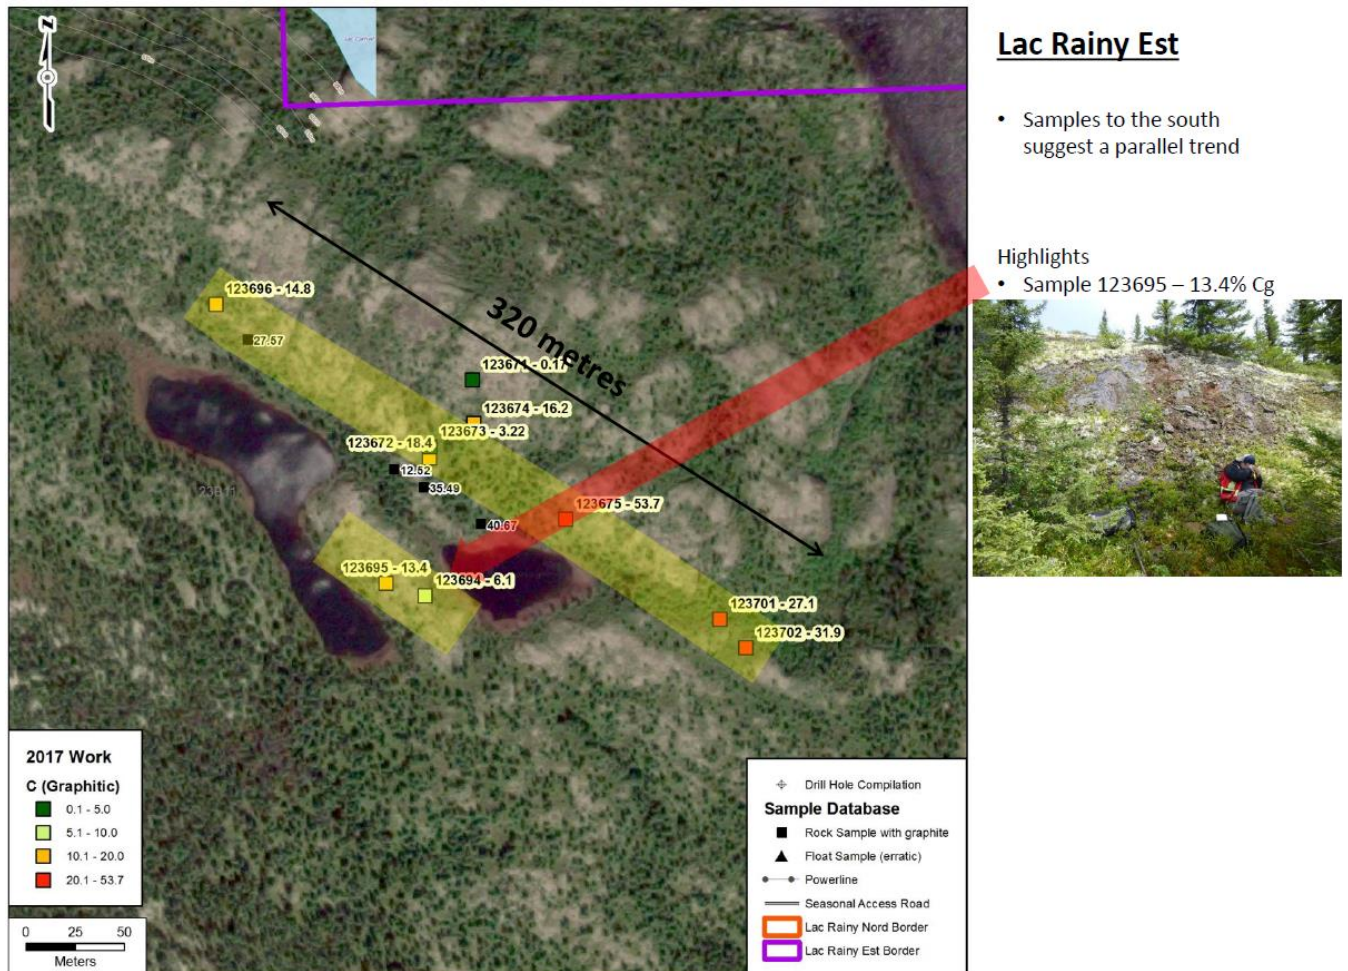 Lac Rainy Est
• Samples to the south
suggest a parallel trend
Highlights
• Sample 123695 – 13.4% Cg
N
320 metres
123696 - 14.8
27.57
123671 - 0.17
123674 - 16.2
123673 - 3.22
123672 - 18.4
12.52
35.49
123675 - 53.7
40.67
123695 - 13.4
123694 - 6.1
123701 - 27.1
123702 - 31.9
2017 Work
C (Graphitic)
0.1 - 5.0
5.1 - 10.0
10.1 - 20.0
20.1 - 53.7
0 25 50
Meters
Drill Hole Compilation
Sample Database
Rock Sample with graphite
Float Sample (erratic)
Powerline
Seasonal Access Road
Lac Rainy Nord Border
Lac Rainy Est Border